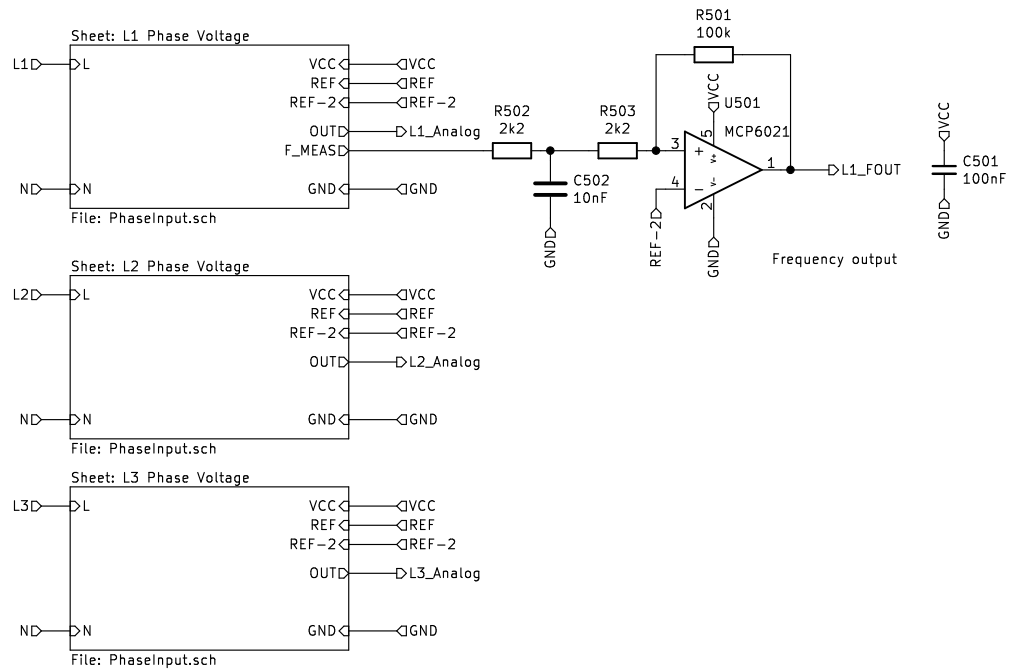 Sheet: L1 Phase Voltage
L1 L VCC VCC
REF REF
REF-2 REF-2
OUT L1_Analog
F_MEAS
N N GND GND
File: PhaseInput.sch
R502
2k2
C502
10nF
GND
R503
2k2
R501
100k
VCC
U501
MCP6021
5
3
+
V+
4
-
V-
2
1
REF-2
GND
L1_FOUT
VCC
C501
100nF
GND
Frequency output
Sheet: L2 Phase Voltage
L2 L VCC VCC
REF REF
REF-2 REF-2
OUT L2_Analog
N N GND GND
File: PhaseInput.sch
Sheet: L3 Phase Voltage
L3 L VCC VCC
REF REF
REF-2 REF-2
OUT L3_Analog
N N GND GND
File: PhaseInput.sch